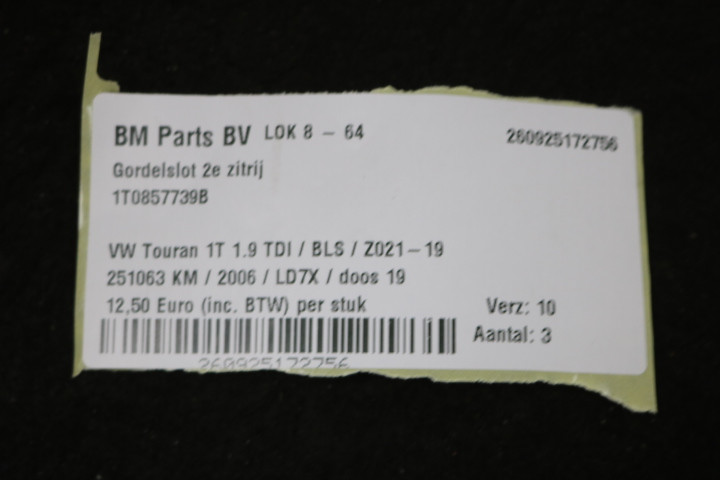 BM Parts BV LOK 8 - 64 260925172756
Gordelslot 2e zitrij
1T0857739B
VW Touran 1T 1.9 TDI / BLS / Z021-19
251063 KM / 2006 / LD7X / doos 19
12,50 Euro (inc. BTW) per stuk Verz: 10
Aantal: 3
260925172756